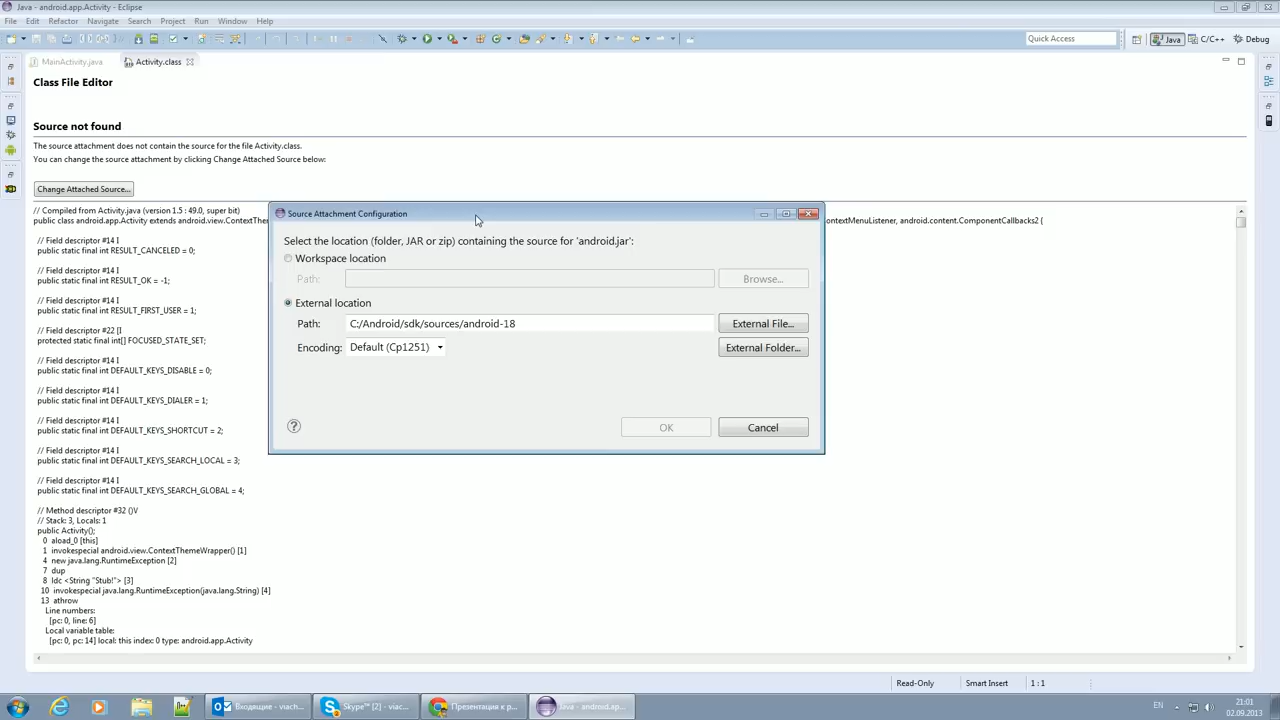 Java - android.app.Activity - Eclipse
File Edit Refactor Navigate Search Project Run Window Help
Quick Access Java C/C++ Debug
MainActivity.java Activity.class
Class File Editor
Source not found
The source attachment does not contain the source for the file Activity.class.
You can change the source attachment by clicking Change Attached Source below:
Change Attached Source...
// Compiled from Activity.java (version 1.5 : 49.0, super bit)
public class android.app.Activity extends android.view.ContextThem
ontextMenuListener, android.content.ComponentCallbacks2 {
// Field descriptor #14 I
public static final int RESULT_CANCELED = 0;
// Field descriptor #14 I
public static final int RESULT_OK = -1;
// Field descriptor #14 I
public static final int RESULT_FIRST_USER = 1;
// Field descriptor #22 [I
protected static final int[] FOCUSED_STATE_SET;
// Field descriptor #14 I
public static final int DEFAULT_KEYS_DISABLE = 0;
// Field descriptor #14 I
public static final int DEFAULT_KEYS_DIALER = 1;
// Field descriptor #14 I
public static final int DEFAULT_KEYS_SHORTCUT = 2;
// Field descriptor #14 I
public static final int DEFAULT_KEYS_SEARCH_LOCAL = 3;
// Field descriptor #14 I
public static final int DEFAULT_KEYS_SEARCH_GLOBAL = 4;
// Method descriptor #32 ()V
// Stack: 3, Locals: 1
public Activity();
0 aload_0 [this]
1 invokespecial android.view.ContextThemeWrapper() [1]
4 new java.lang.RuntimeException [2]
7 dup
8 ldc <String "Stub!"> [3]
10 invokespecial java.lang.RuntimeException(java.lang.String) [4]
13 athrow
Line numbers:
[pc: 0, line: 6]
Local variable table:
[pc: 0, pc: 14] local: this index: 0 type: android.app.Activity
Source Attachment Configuration
Select the location (folder, JAR or zip) containing the source for 'android.jar':
Workspace location
Path: Browse...
External location
Path: C:/Android/sdk/sources/android-18 External File...
Encoding: Default (Cp1251) External Folder...
? OK Cancel
Read-Only Smart Insert 1 : 1
Входящие - viach... Skype™ [2] - viac... Презентация к р... Java - android.ap... EN 21:01
02.09.2013